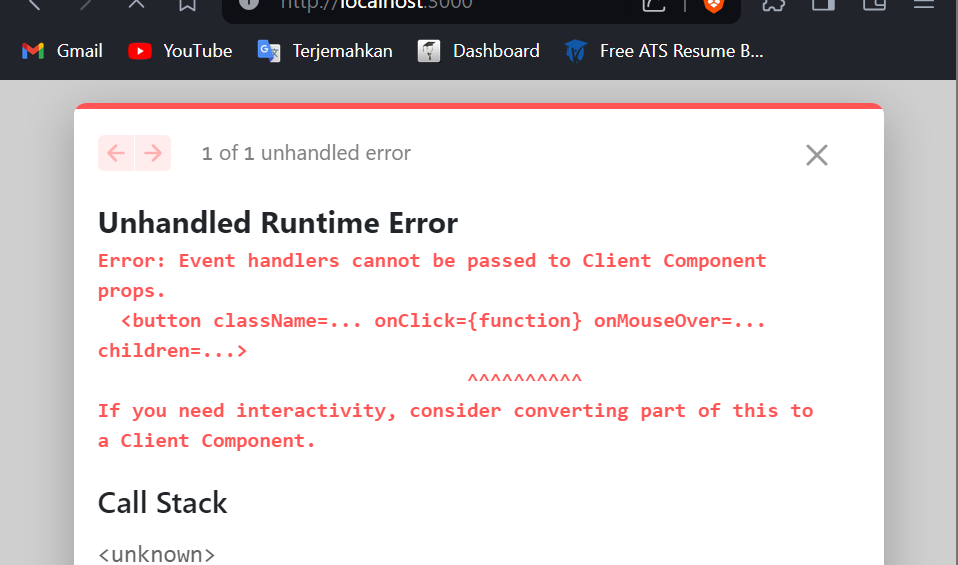 http://localhost:3000
Gmail YouTube Terjemahkan Dashboard Free ATS Resume B...
1 of 1 unhandled error
Unhandled Runtime Error
Error: Event handlers cannot be passed to Client Component
props.
<button className=... onClick={function} onMouseOver=...
children=...>
^^^^^^^^^^
If you need interactivity, consider converting part of this to
a Client Component.
Call Stack
<unknown>